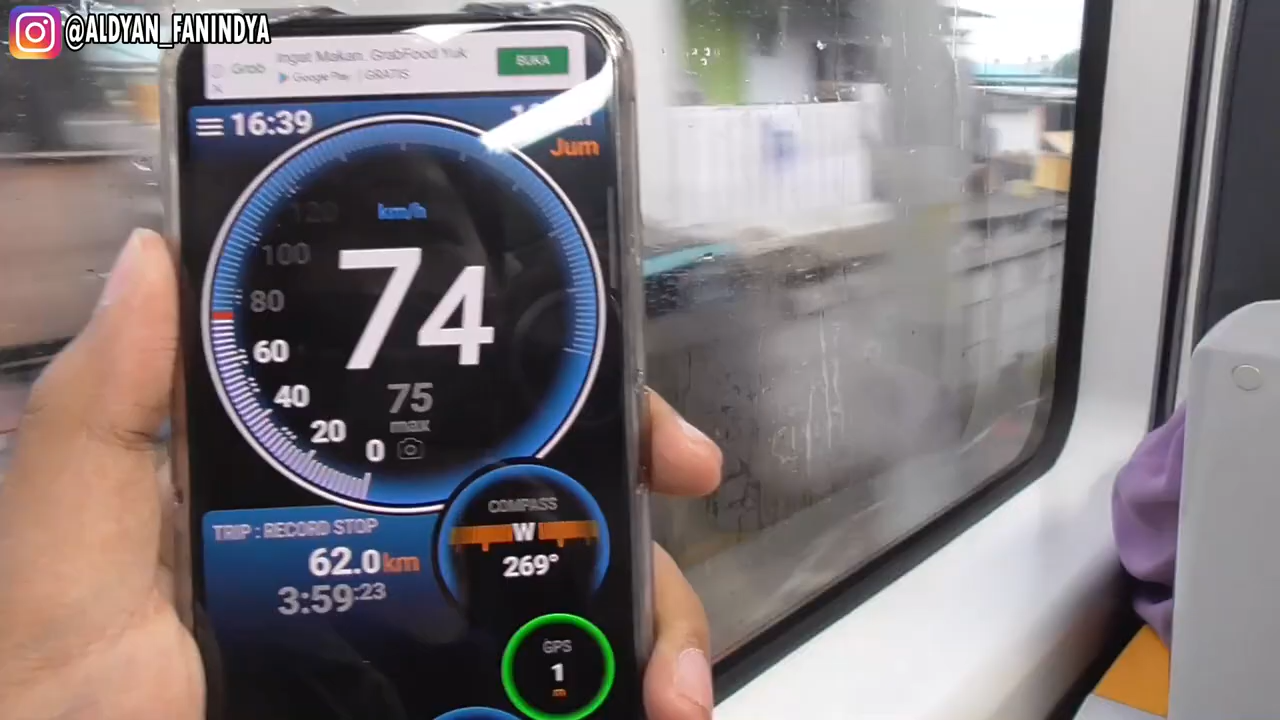 @ALDYAN_FANINDYA
Ingat Makan, GrabFood Yuk
Grab
Google Play
GRATIS
BUKA
16:39
Jum
120
km/h
100
80
74
60
40
75
max
20
0
COMPASS
TRIP : RECORD STOP
W
62.0km
269°
3:59:23
GPS
1
m